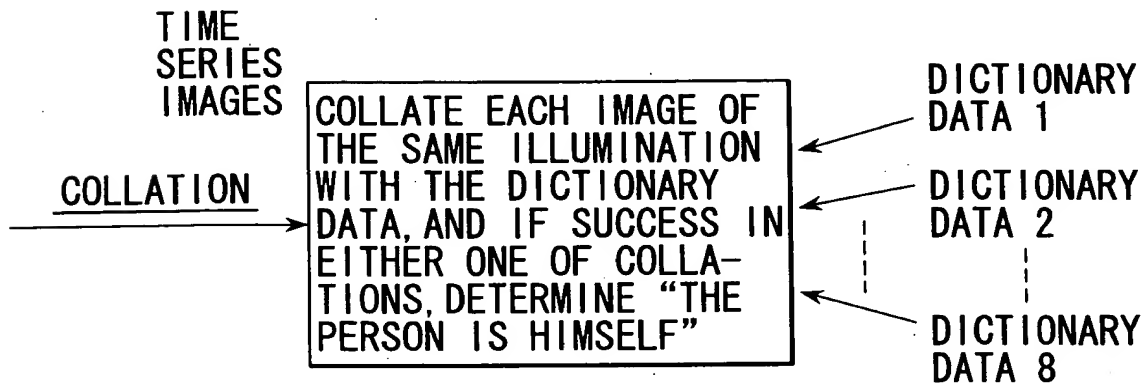 TIME
SERIES
IMAGES
COLLATION
COLLATE EACH IMAGE OF
THE SAME ILLUMINATION
WITH THE DICTIONARY
DATA, AND IF SUCCESS IN
EITHER ONE OF COLLA-
TIONS, DETERMINE “THE
PERSON IS HIMSELF”
DICTIONARY
DATA 1
DICTIONARY
DATA 2
DICTIONARY
DATA 8